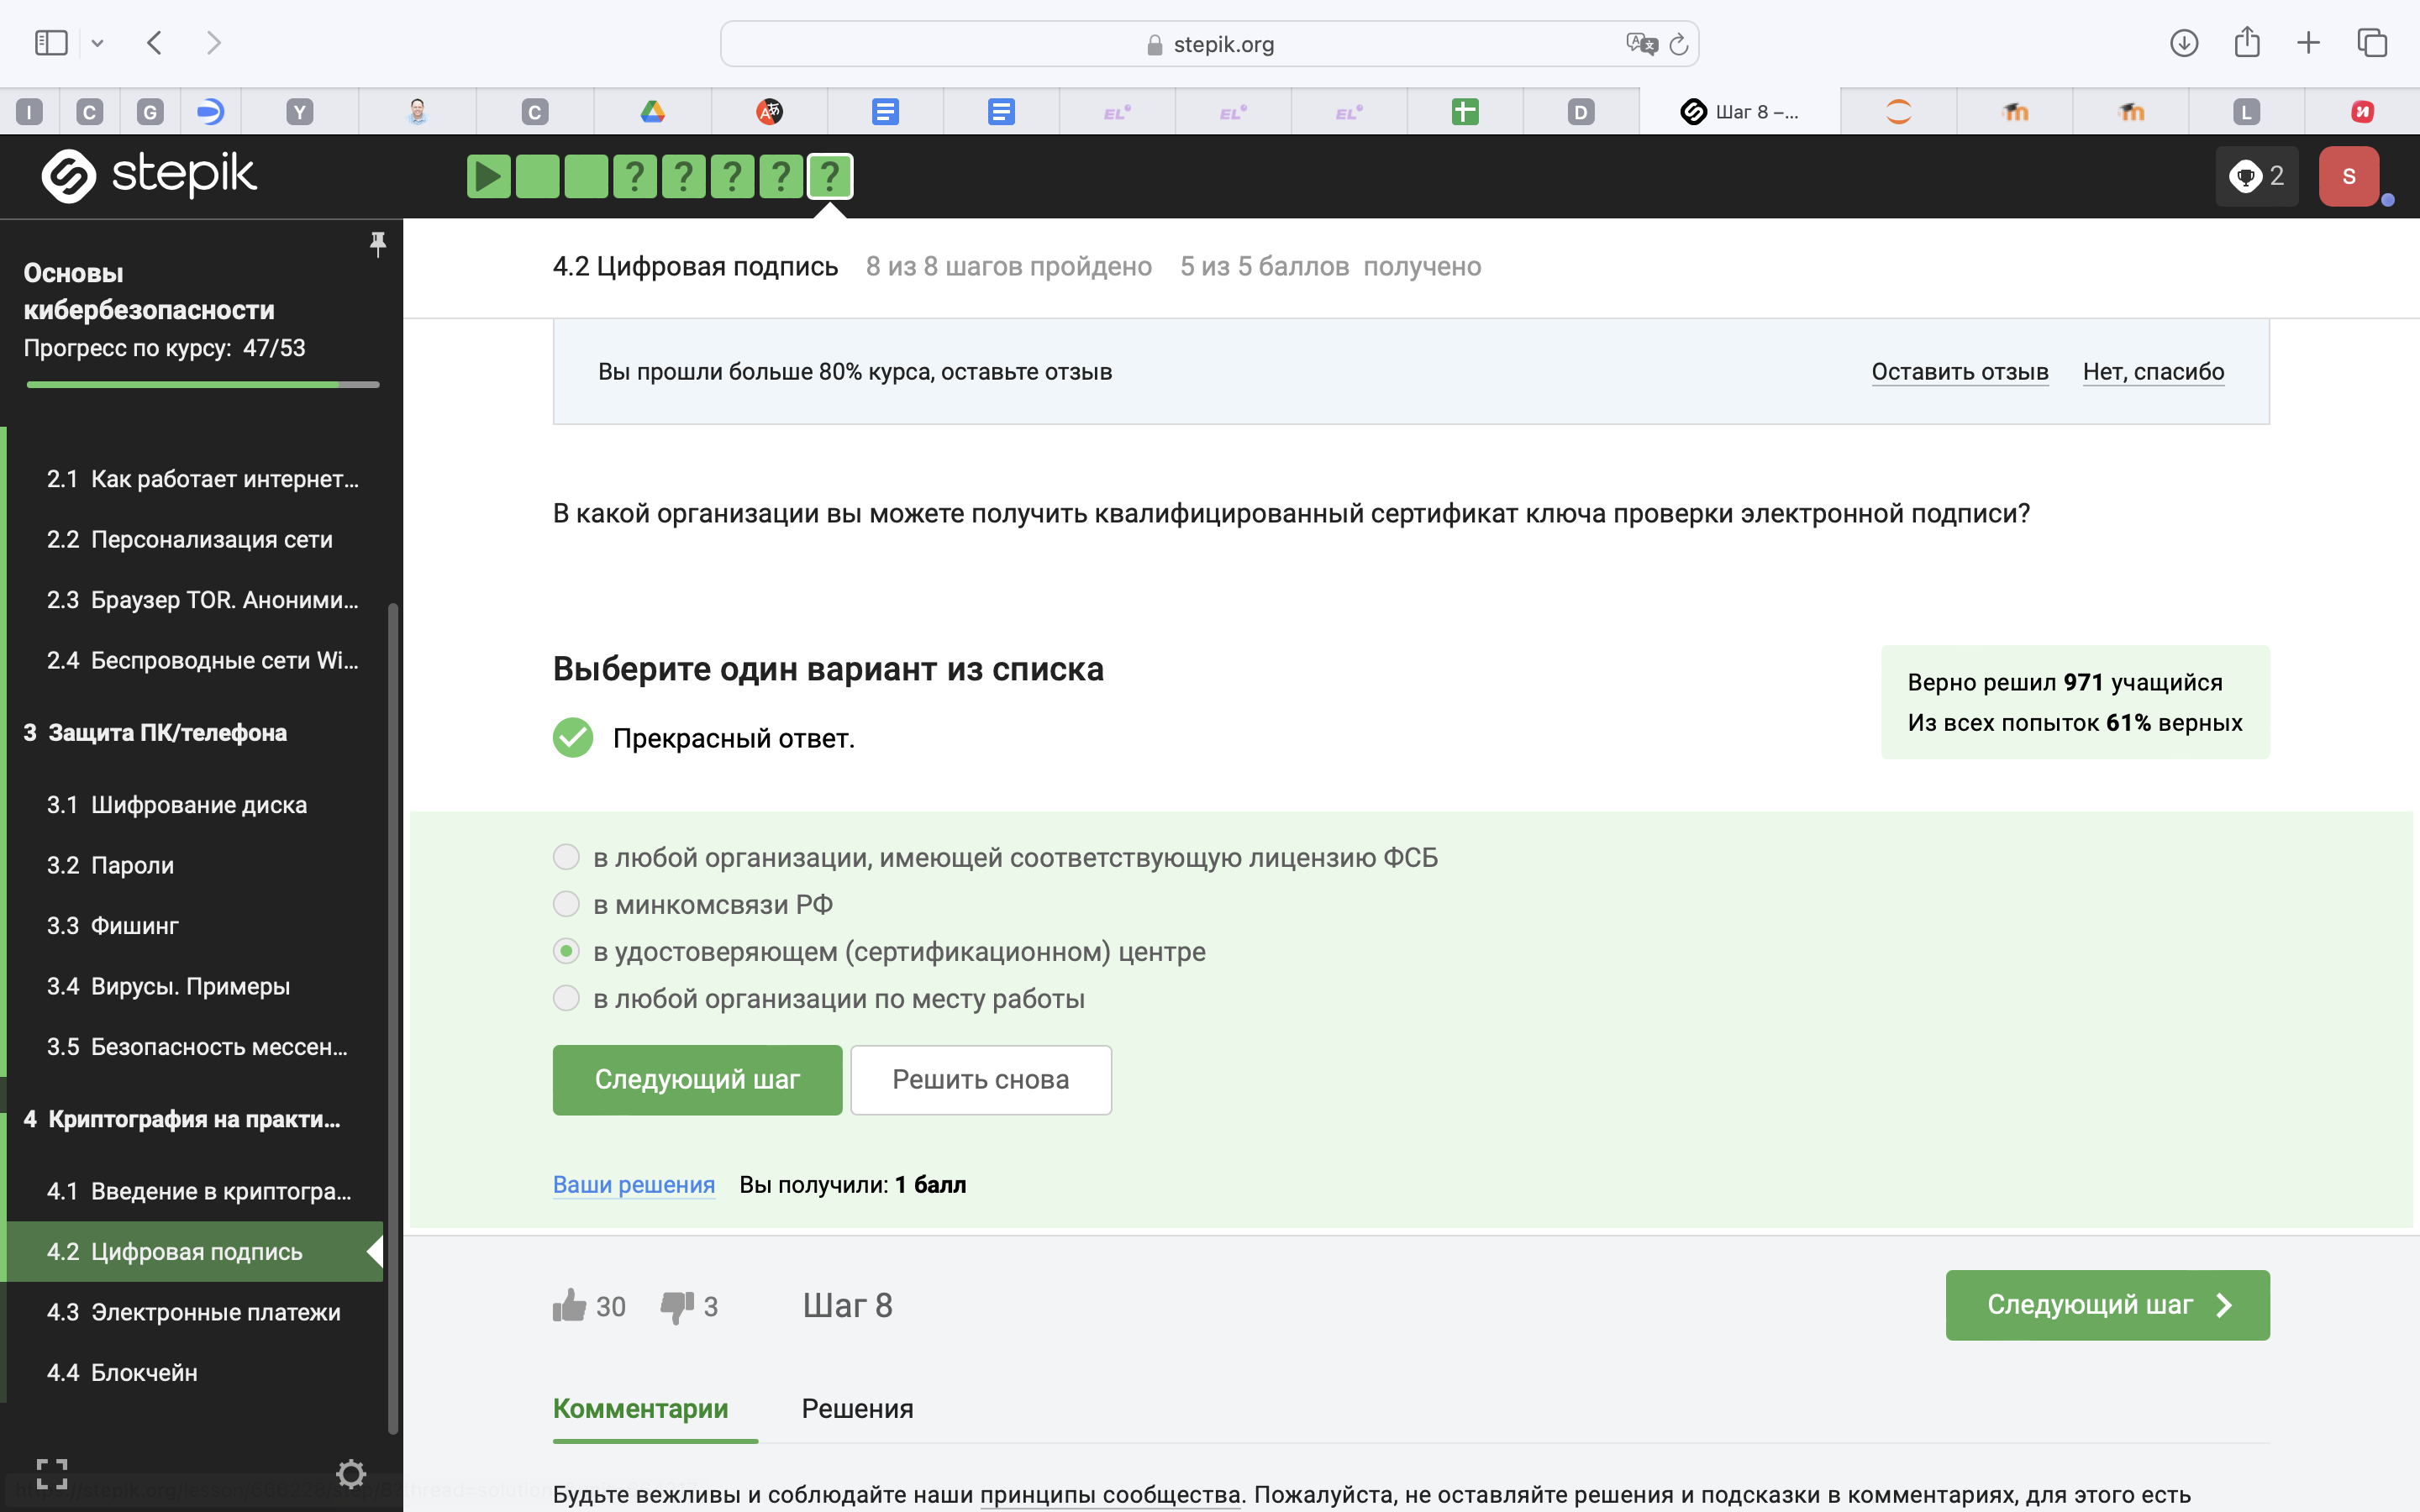 stepik.org
I
C
G
Y
C
EL
EL
EL
D
Шаг 8 –...
L
stepik
? ? ? ? ?
2
S
Основы
кибербезопасности
Прогресс по курсу: 47/53
2.1 Как работает интернет...
2.2 Персонализация сети
2.3 Браузер TOR. Аноними...
2.4 Беспроводные сети Wi...
3 Защита ПК/телефона
3.1 Шифрование диска
3.2 Пароли
3.3 Фишинг
3.4 Вирусы. Примеры
3.5 Безопасность мессен...
4 Криптография на практи...
4.1 Введение в криптогра...
4.2 Цифровая подпись
4.3 Электронные платежи
4.4 Блокчейн
4.2 Цифровая подпись 8 из 8 шагов пройдено 5 из 5 баллов получено
Вы прошли больше 80% курса, оставьте отзыв
Оставить отзыв Нет, спасибо
В какой организации вы можете получить квалифицированный сертификат ключа проверки электронной подписи?
Выберите один вариант из списка
Прекрасный ответ.
Верно решил 971 учащийся
Из всех попыток 61% верных
в любой организации, имеющей соответствующую лицензию ФСБ
в минкомсвязи РФ
в удостоверяющем (сертификационном) центре
в любой организации по месту работы
Следующий шаг Решить снова
Ваши решения Вы получили: 1 балл
30 3 Шаг 8
Следующий шаг
Комментарии Решения
Будьте вежливы и соблюдайте наши принципы сообщества. Пожалуйста, не оставляйте решения и подсказки в комментариях, для этого есть